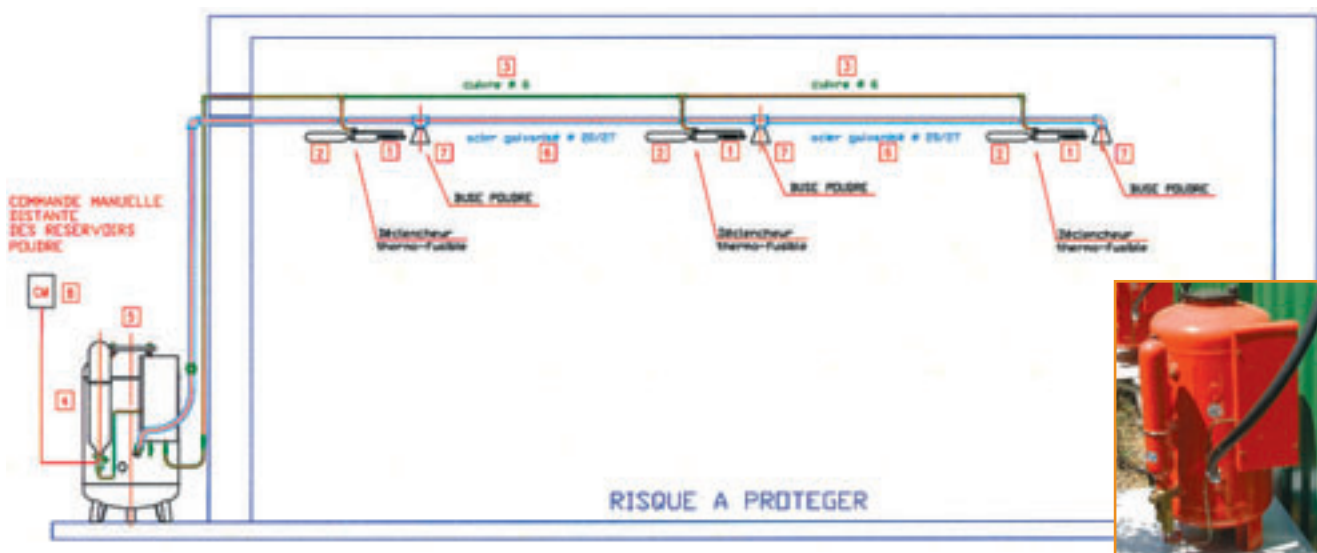 3
3
cuivre # 6
cuivre # 6
2
1
7
acier galvanisé # 20/27
6
2
1
7
acier galvanisé # 20/27
6
2
1
7
BUSE POUDRE
BUSE POUDRE
BUSE POUDRE
Déclencheur
thermo-fusible
Déclencheur
thermo-fusible
Déclencheur
thermo-fusible
COMMANDE MANUELLE
DISTANTE
DES RESERVOIRS
POUDRE
CM
8
5
4
RISQUE A PROTEGER